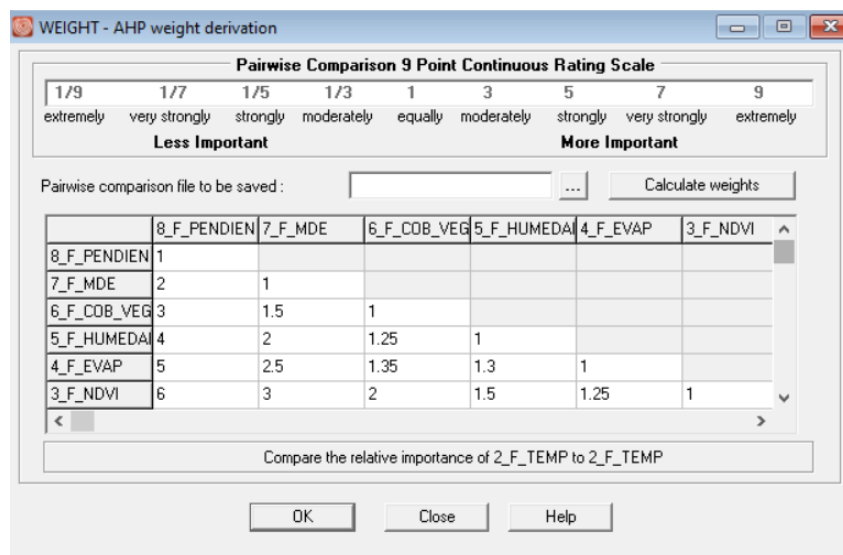 WEIGHT - AHP weight derivation
Pairwise Comparison 9 Point Continuous Rating Scale
1/9 1/7 1/5 1/3 1 3 5 7 9
extremely very strongly strongly moderately equally moderately strongly very strongly extremely
Less Important More Important
Pairwise comparison file to be saved : ... Calculate weights
8_F_PENDIEN 7_F_MDE 6_F_COB_VEG 5_F_HUMEDAI 4_F_EVAP 3_F_NDVI
8_F_PENDIEN 1
7_F_MDE 2 1
6_F_COB_VEG 3 1.5 1
5_F_HUMEDAI 4 2 1.25 1
4_F_EVAP 5 2.5 1.35 1.3 1
3_F_NDVI 6 3 2 1.5 1.25 1
Compare the relative importance of 2_F_TEMP to 2_F_TEMP
OK Close Help